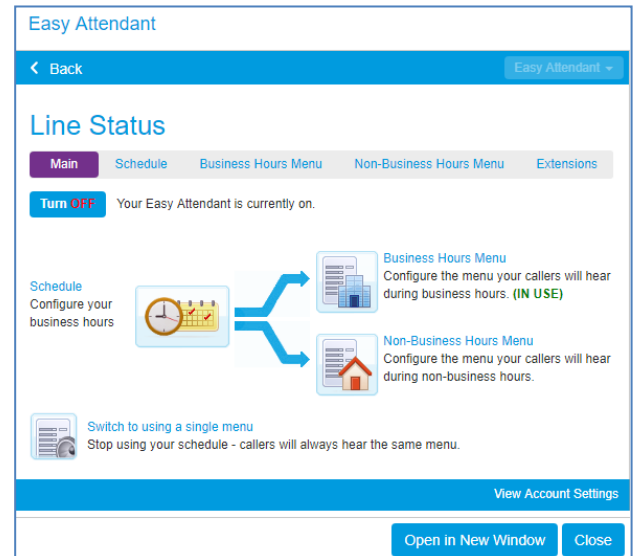 Easy Attendant
Back
Easy Attendant
Line Status
Main
Schedule
Business Hours Menu
Non-Business Hours Menu
Extensions
Turn OFF
Your Easy Attendant is currently on.
Schedule
Configure your
business hours
Business Hours Menu
Configure the menu your callers will hear
during business hours. (IN USE)
Non-Business Hours Menu
Configure the menu your callers will hear
during non-business hours.
Switch to using a single menu
Stop using your schedule - callers will always hear the same menu.
View Account Settings
Open in New Window
Close